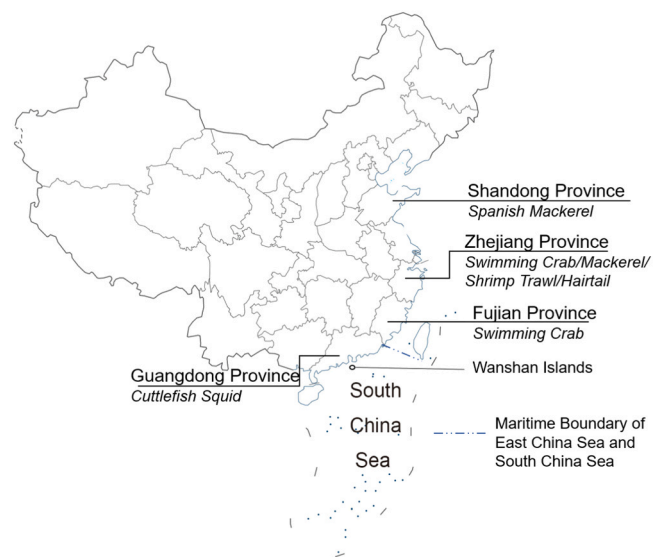 Shandong Province
Spanish Mackerel
Zhejiang Province
Swimming Crab/Mackerel/
Shrimp Trawl/Hairtail
Fujian Province
Swimming Crab
Wanshan Islands
Guangdong Province
Cuttlefish Squid
South
China
Sea
Maritime Boundary of
East China Sea and
South China Sea